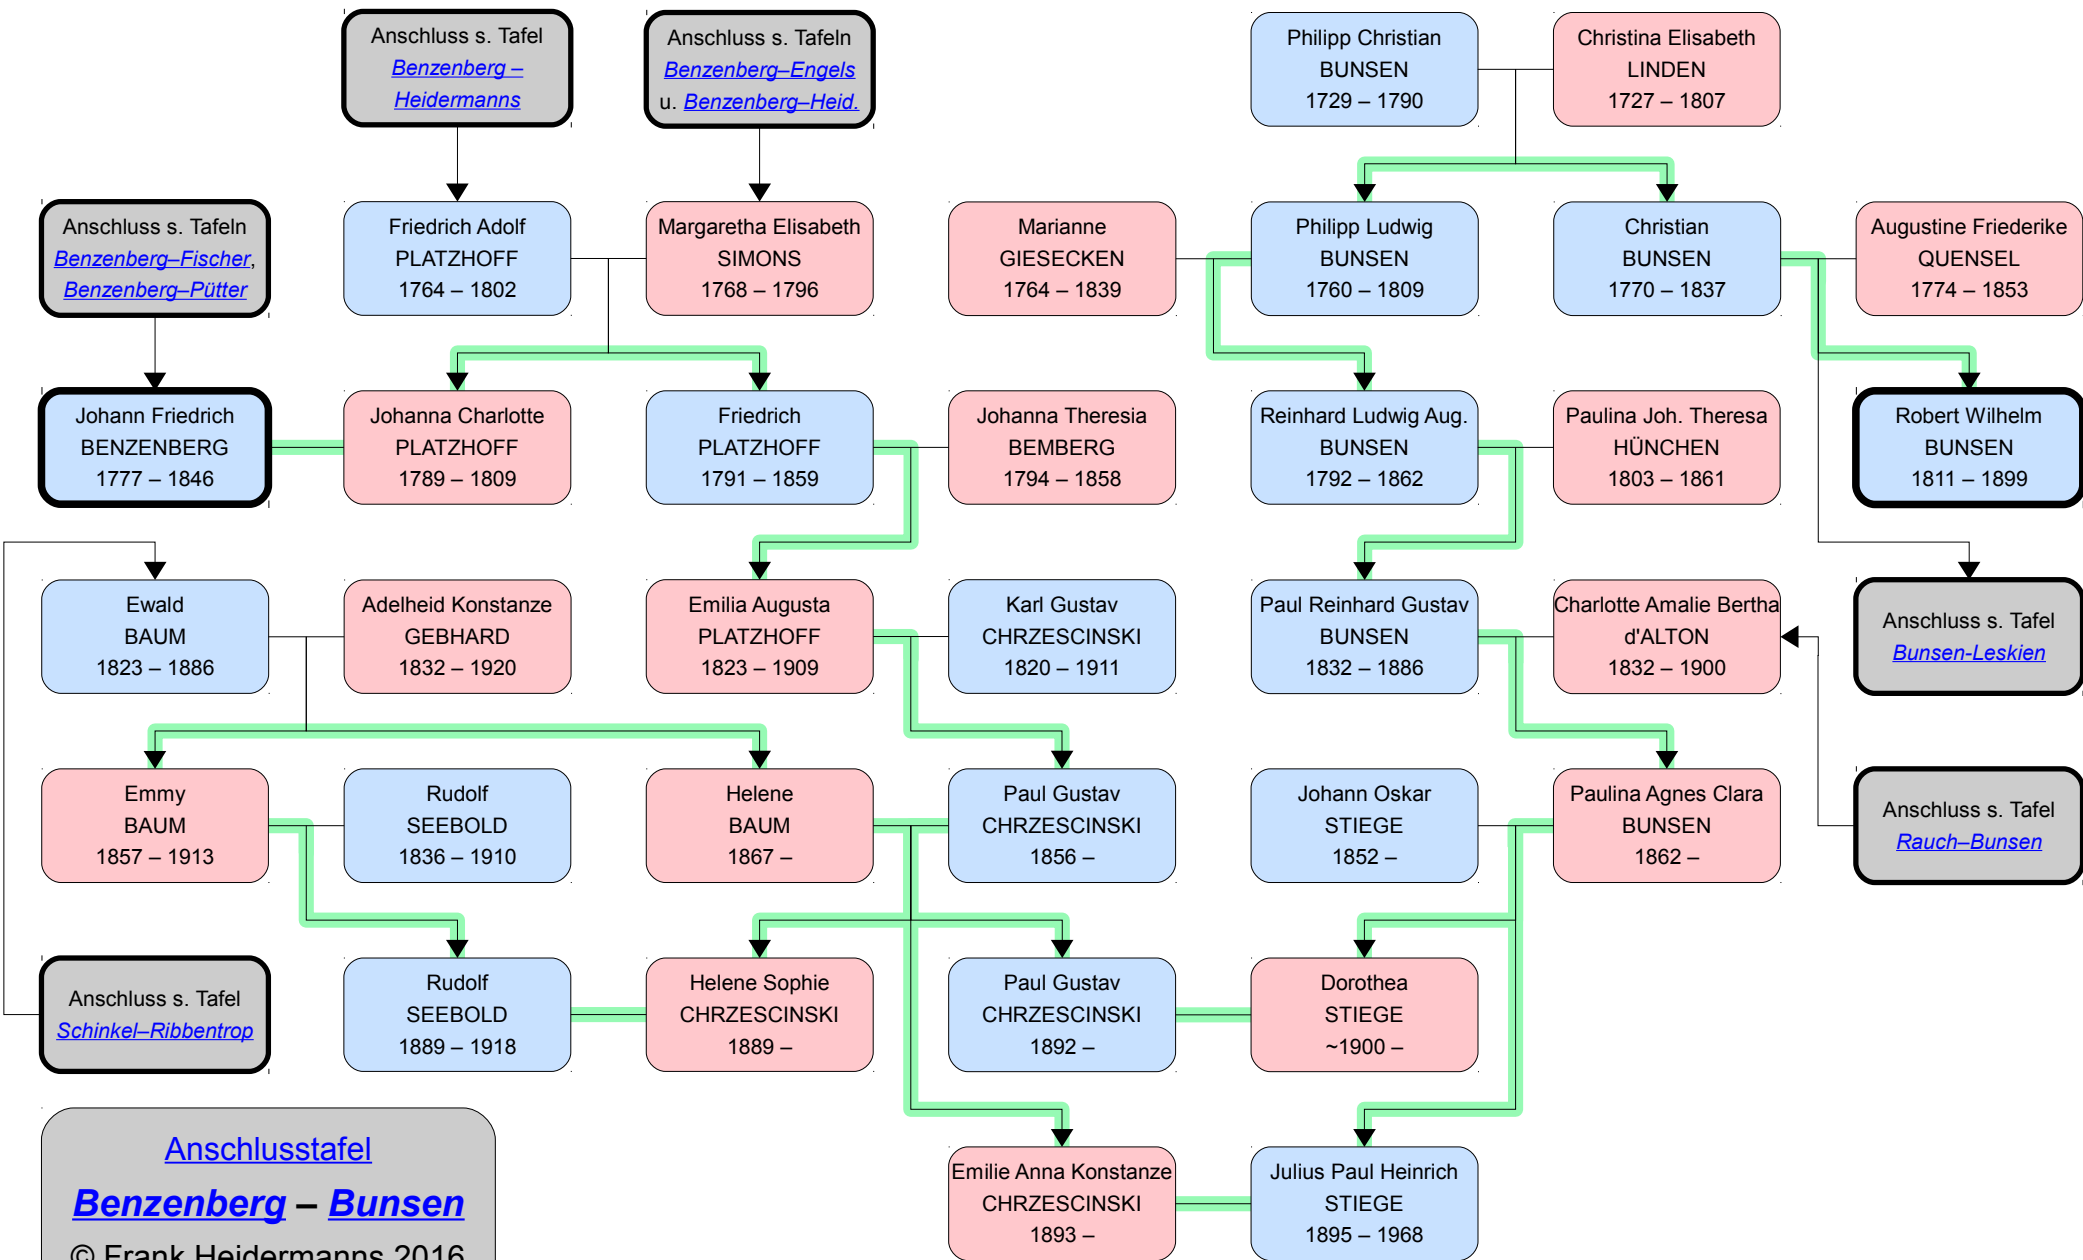 Anschluss s. Tafel
Benzenberg –
Heidermanns
Anschluss s. Tafeln
Benzenberg–Engels
u. Benzenberg–Heid.
Philipp Christian
BUNSEN
1729 – 1790
Christina Elisabeth
LINDEN
1727 – 1807
Anschluss s. Tafeln
Benzenberg–Fischer,
Benzenberg–Pütter
Friedrich Adolf
PLATZHOFF
1764 – 1802
Margaretha Elisabeth
SIMONS
1768 – 1796
Marianne
GIESECKEN
1764 – 1839
Philipp Ludwig
BUNSEN
1760 – 1809
Christian
BUNSEN
1770 – 1837
Augustine Friederike
QUENSEL
1774 – 1853
Johann Friedrich
BENZENBERG
1777 – 1846
Johanna Charlotte
PLATZHOFF
1789 – 1809
Friedrich
PLATZHOFF
1791 – 1859
Johanna Theresia
BEMBERG
1794 – 1858
Reinhard Ludwig Aug.
BUNSEN
1792 – 1862
Paulina Joh. Theresa
HÜNCHEN
1803 – 1861
Robert Wilhelm
BUNSEN
1811 – 1899
Ewald
BAUM
1823 – 1886
Adelheid Konstanze
GEBHARD
1832 – 1920
Emilia Augusta
PLATZHOFF
1823 – 1909
Karl Gustav
CHRZESCINSKI
1820 – 1911
Paul Reinhard Gustav
BUNSEN
1832 – 1886
Charlotte Amalie Bertha
d'ALTON
1832 – 1900
Anschluss s. Tafel
Bunsen-Leskien
Emmy
BAUM
1857 – 1913
Rudolf
SEEBOLD
1836 – 1910
Helene
BAUM
1867 –
Paul Gustav
CHRZESCINSKI
1856 –
Johann Oskar
STIEGE
1852 –
Paulina Agnes Clara
BUNSEN
1862 –
Anschluss s. Tafel
Rauch–Bunsen
Anschluss s. Tafel
Schinkel–Ribbentrop
Rudolf
SEEBOLD
1889 – 1918
Helene Sophie
CHRZESCINSKI
1889 –
Paul Gustav
CHRZESCINSKI
1892 –
Dorothea
STIEGE
~1900 –
Emilie Anna Konstanze
CHRZESCINSKI
1893 –
Julius Paul Heinrich
STIEGE
1895 – 1968
Anschlusstafel
Benzenberg – Bunsen
© Frank Heidermanns 2016